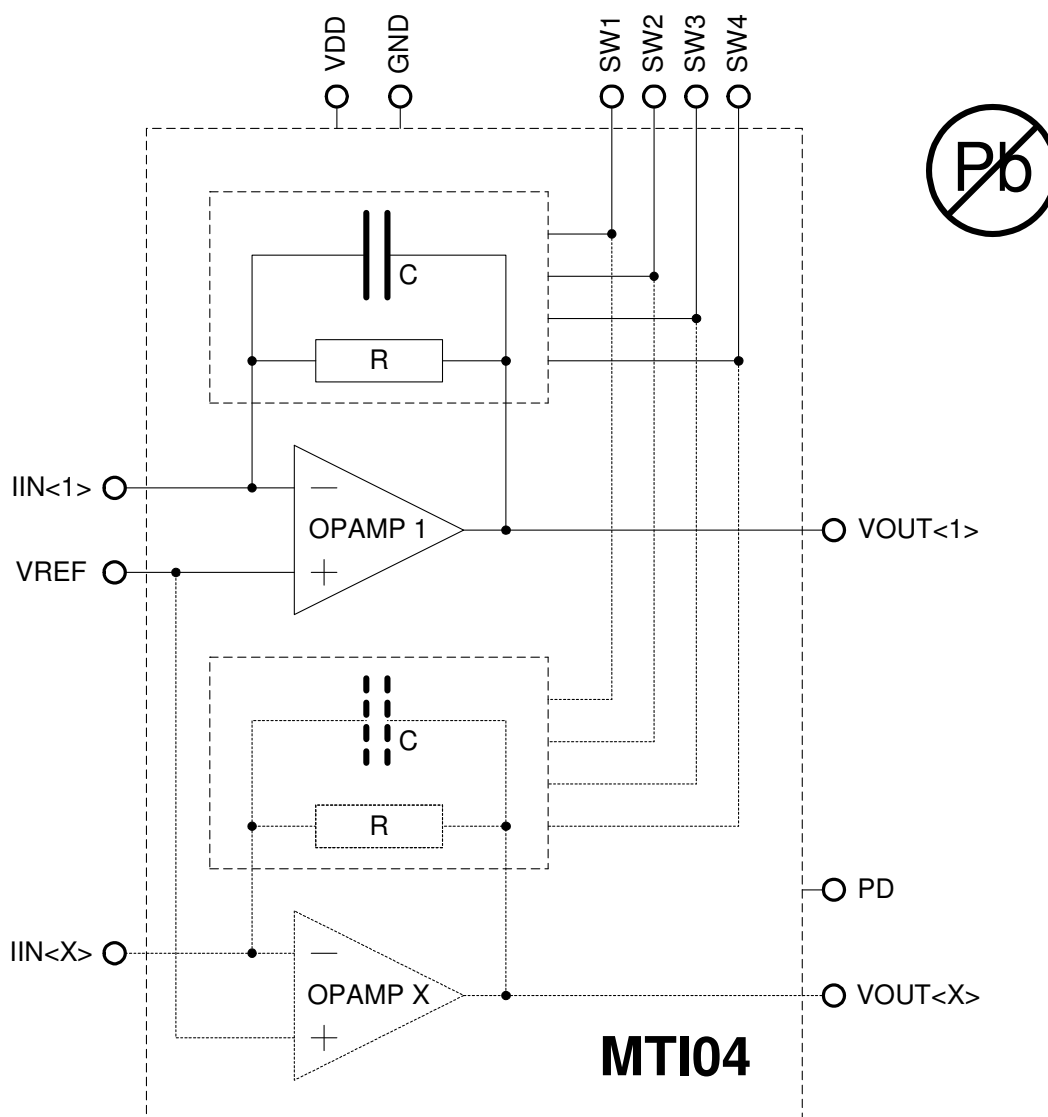 VDD
GND
SW1
SW2
SW3
SW4
Pb
C
R
IIN<1>
OPAMP 1
VOUT<1>
VREF
C
R
PD
IIN<X>
OPAMP X
VOUT<X>
MTI04